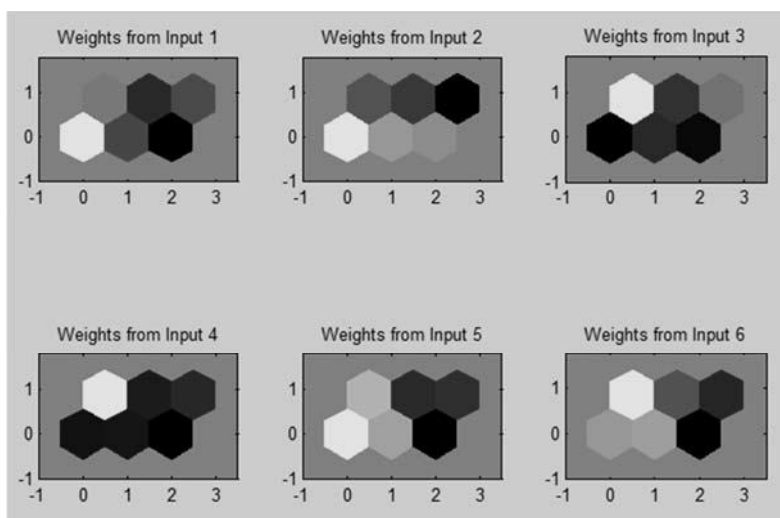 Weights from Input 1
Weights from Input 2
Weights from Input 3
1
0
-1
-1 0 1 2 3
1
0
-1
-1 0 1 2 3
1
0
-1
-1 0 1 2 3
Weights from Input 4
Weights from Input 5
Weights from Input 6
1
0
-1
-1 0 1 2 3
1
0
-1
-1 0 1 2 3
1
0
-1
-1 0 1 2 3